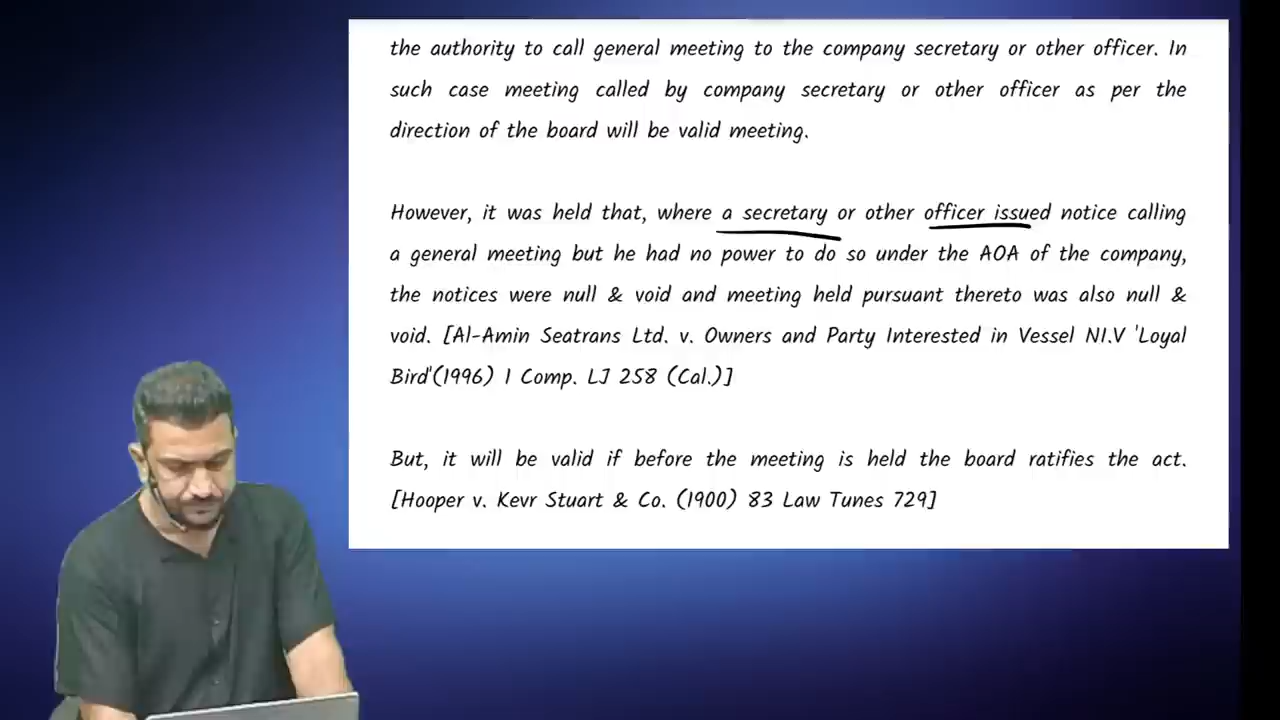 the authority to call general meeting to the company secretary or other officer. In
such case meeting called by company secretary or other officer as per the
direction of the board will be valid meeting.
However, it was held that, where a secretary or other officer issued notice calling
a general meeting but he had no power to do so under the AOA of the company,
the notices were null & void and meeting held pursuant thereto was also null &
void. [Al-Amin Seatrans Ltd. v. Owners and Party Interested in Vessel N1.V 'Loyal
Bird'(1996) 1 Comp. LJ 258 (Cal.)]
But, it will be valid if before the meeting is held the board ratifies the act.
[Hooper v. Kevr Stuart & Co. (1900) 83 Law Tunes 729]